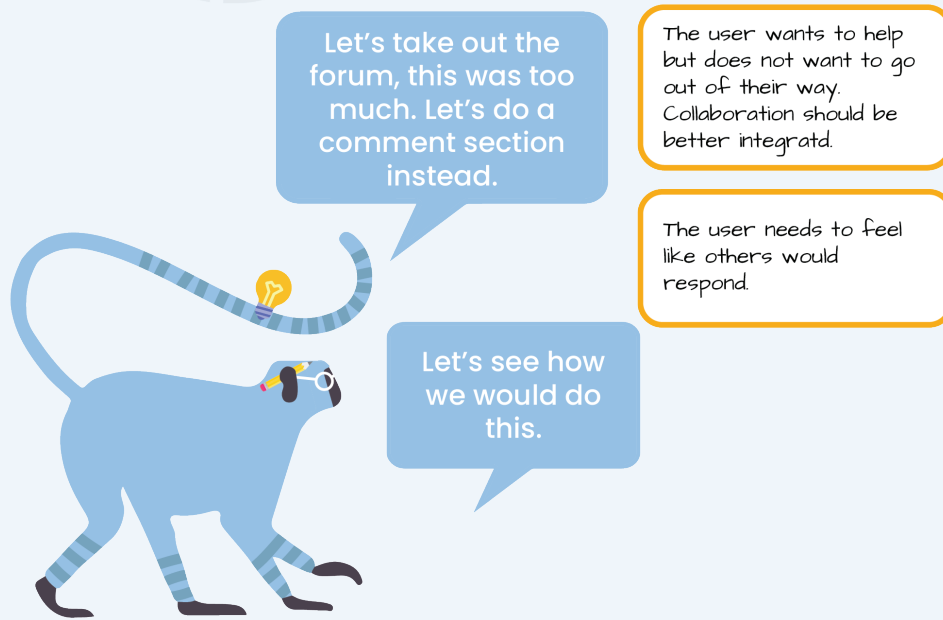 Let's take out the
forum, this was too
much. Let's do a
comment section
instead.
The user wants to help
but does not want to go
out of their way.
Collaboration should be
better integratd.
The user needs to feel
like others would
respond.
Let's see how
we would do
this.